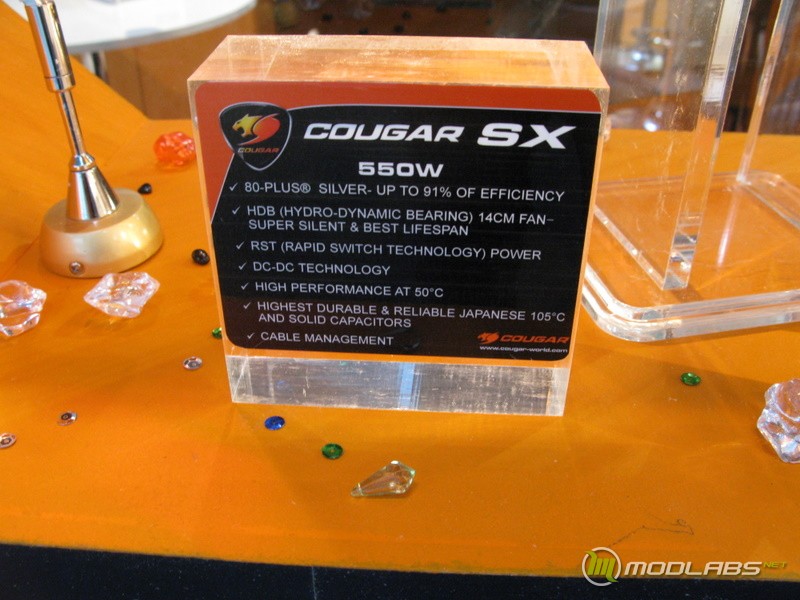 COUGAR SX
COUGAR
550W
✓ 80-PLUS® SILVER- UP TO 91% OF EFFICIENCY
✓ HDB (HYDRO-DYNAMIC BEARING) 14CM FAN-
SUPER SILENT & BEST LIFESPAN
✓ RST (RAPID SWITCH TECHNOLOGY) POWER
✓ DC-DC TECHNOLOGY
✓ HIGH PERFORMANCE AT 50°C
✓ HIGHEST DURABLE & RELIABLE JAPANESE 105°C
AND SOLID CAPACITORS
✓ CABLE MANAGEMENT
COUGAR
www.cougar-world.com
MODLABS.NET